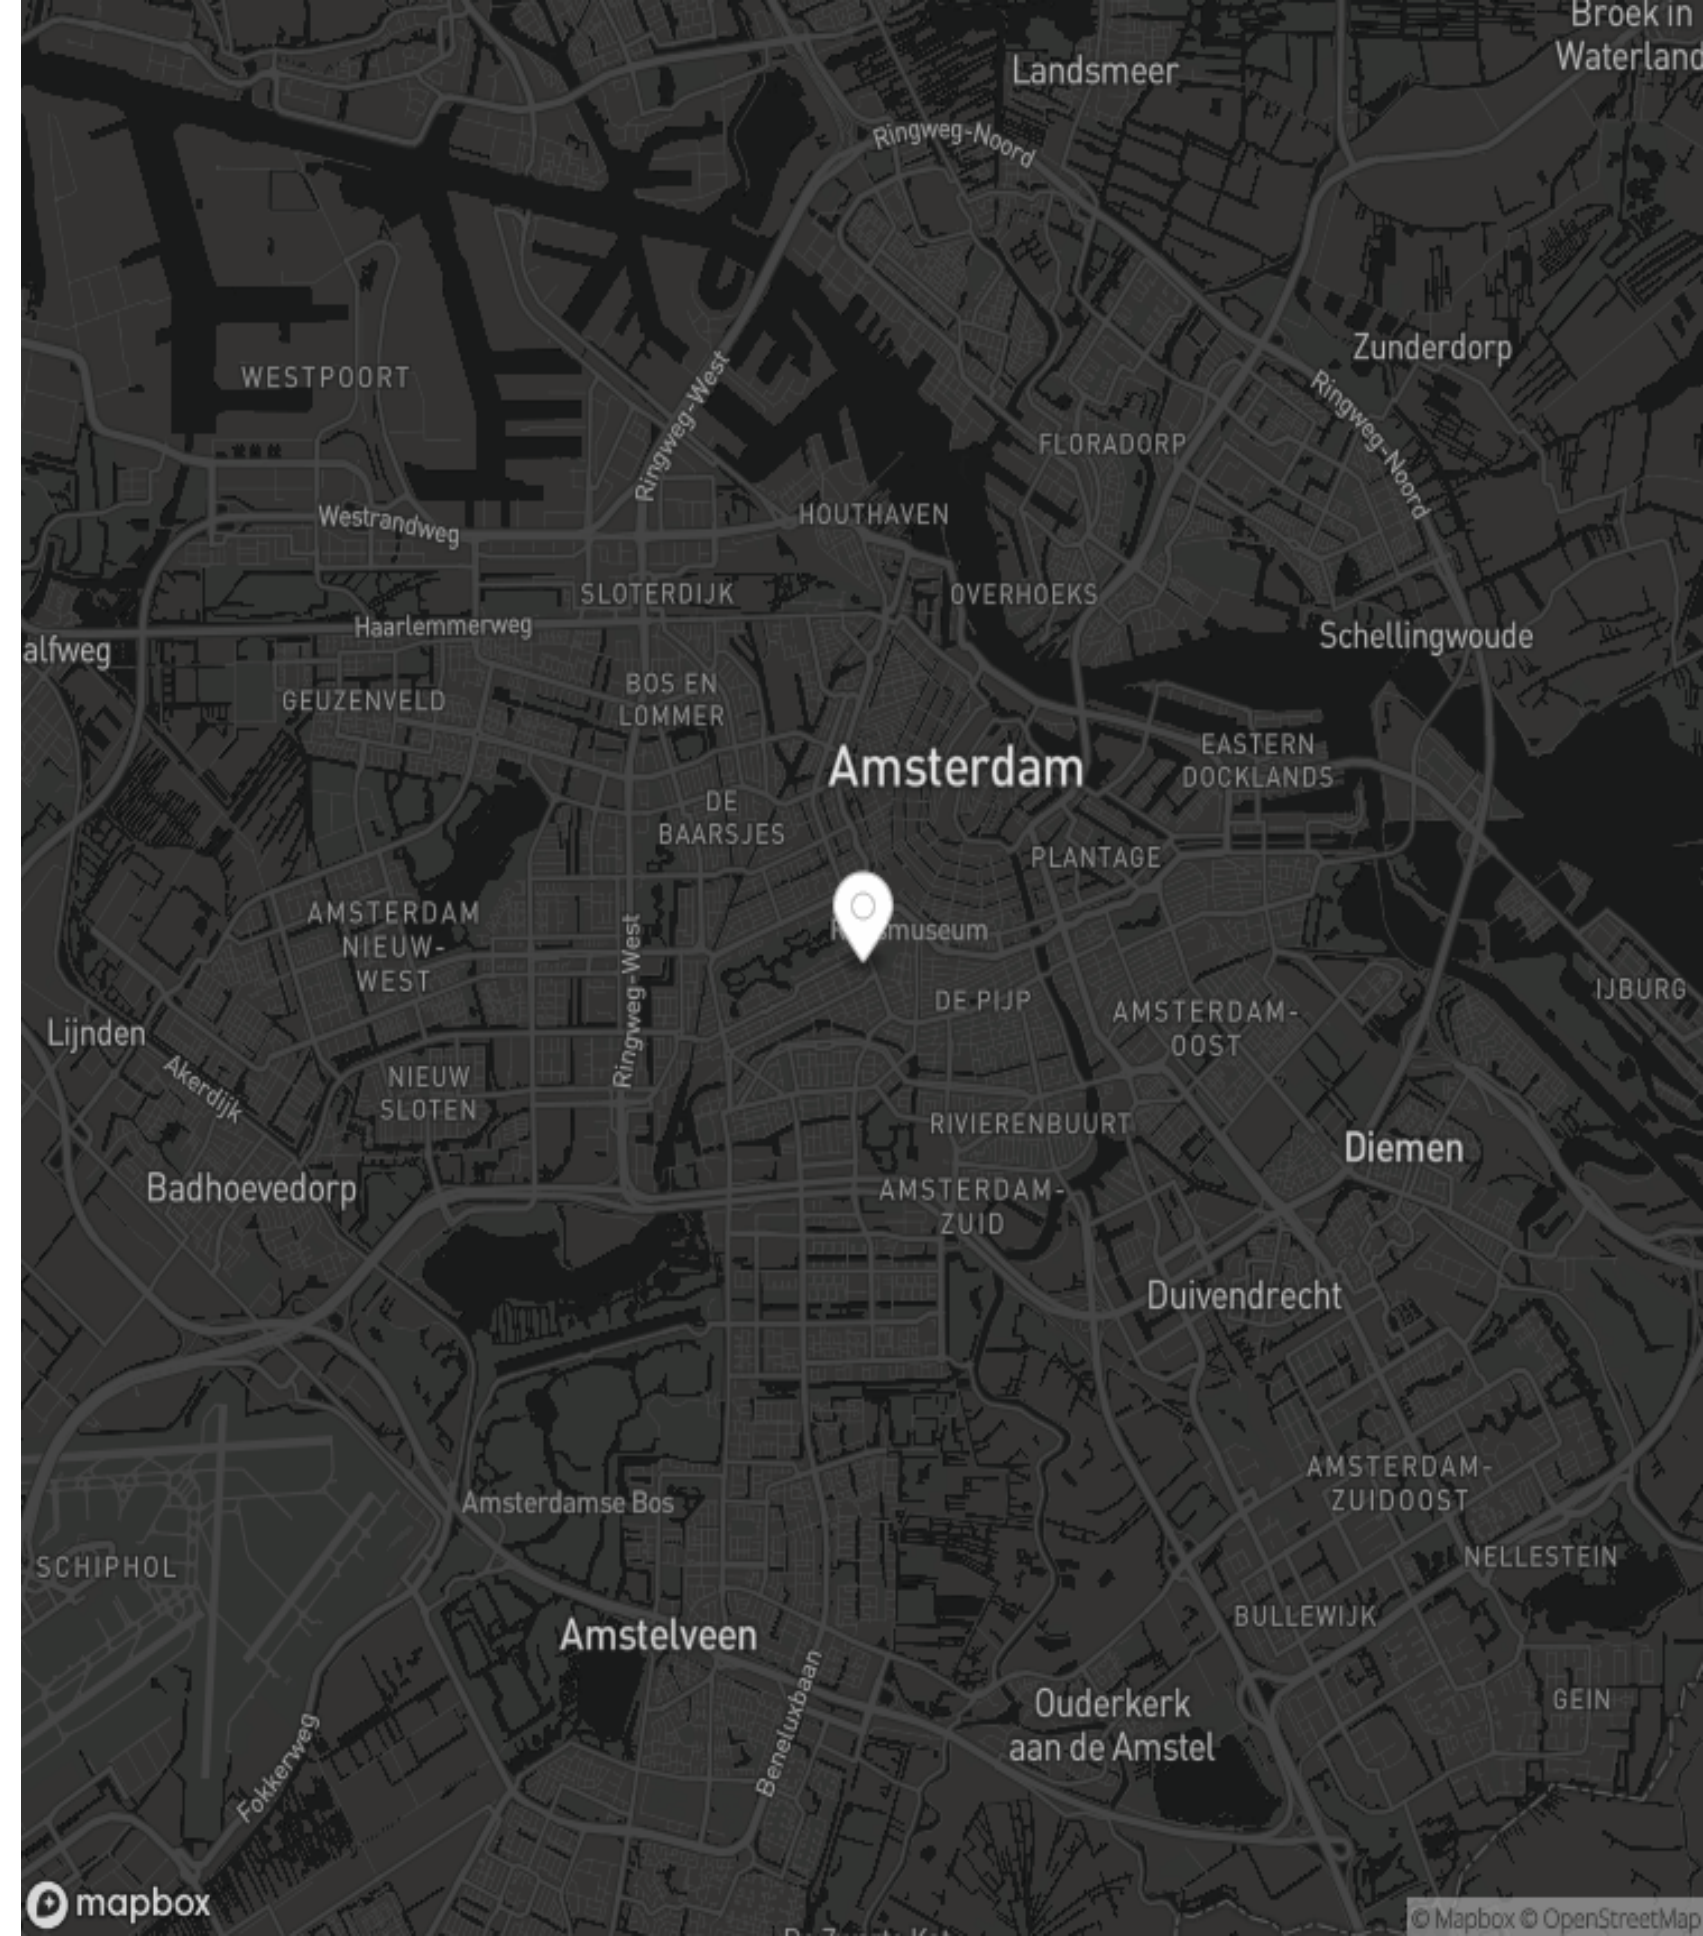 Broek in
Waterland
Landsmeer
Ringweg-Noord
Zunderdorp
Ringweg-West
WESTPOORT
Ringweg-Noord
FLORADORP
Westrandweg
HOUTHAVEN
SLOTERDIJK
OVERHOEKS
Haarlemmerweg
Schellingwoude
alfweg
BOS EN
LOMMER
GEUZENVELD
EASTERN
DOCKLANDS
Amsterdam
DE
BAARSJES
PLANTAGE
AMSTERDAM
NIEUW-
WEST
smuseum
Ringweg-West
IJBURG
DE PIJP
AMSTERDAM-
OOST
Lijnden
Akerdijk
NIEUW
SLOTEN
RIVIERENBUURT
Diemen
Badhoevedorp
AMSTERDAM-
ZUID
Duivendrecht
AMSTERDAM-
ZUIDOOST
Amsterdamse Bos
SCHIPHOL
NELLESTEIN
BULLEWIJK
Amstelveen
Beneluxbaan
Ouderkerk
aan de Amstel
GEIN
Fokkerweg
mapbox
© Mapbox © OpenStreetMap